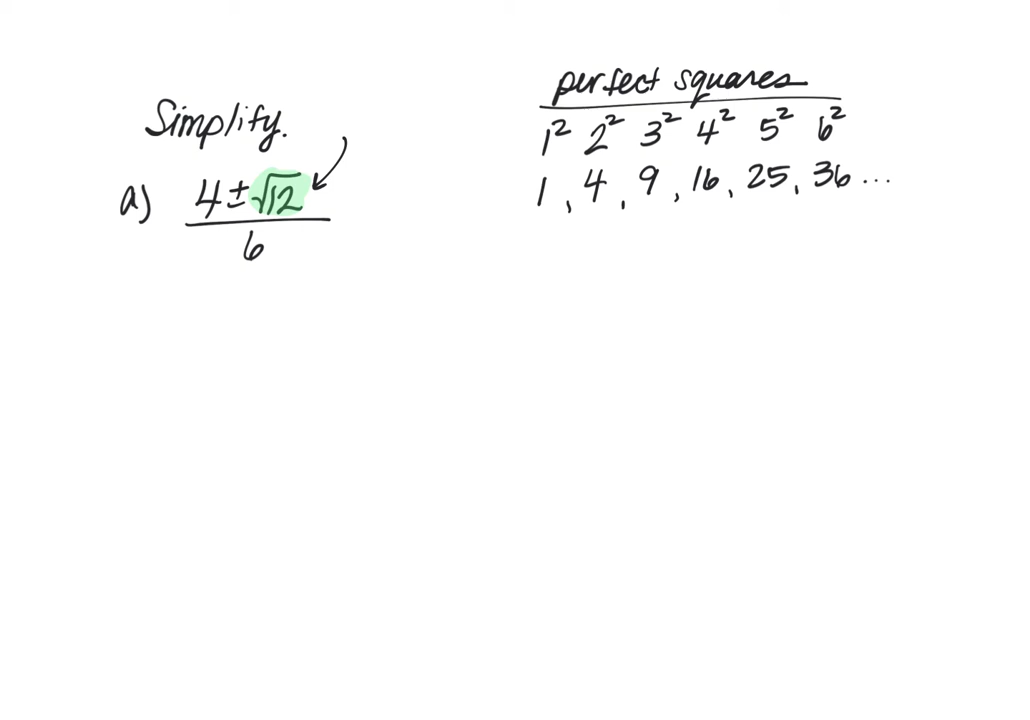 Simplify.
a) 4 ± √12
6
perfect squares
1² 2² 3² 4² 5² 6²
1, 4, 9, 16, 25, 36 ...